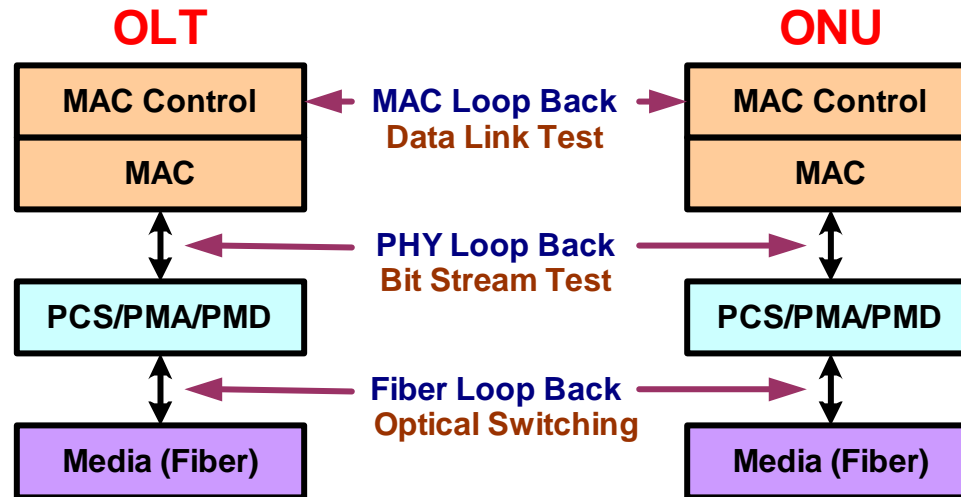 OLT
ONU
MAC Control
MAC Loop Back
MAC Control
Data Link Test
MAC
MAC
PHY Loop Back
Bit Stream Test
PCS/PMA/PMD
PCS/PMA/PMD
Fiber Loop Back
Optical Switching
Media (Fiber)
Media (Fiber)